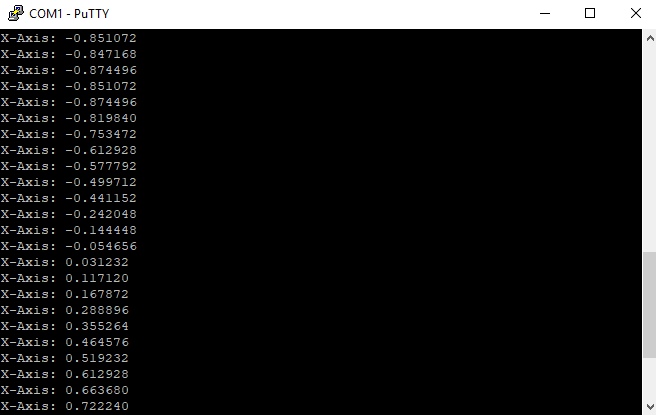 COM1 - PuTTY
X-Axis: -0.851072
X-Axis: -0.847168
X-Axis: -0.874496
X-Axis: -0.851072
X-Axis: -0.874496
X-Axis: -0.819840
X-Axis: -0.753472
X-Axis: -0.612928
X-Axis: -0.577792
X-Axis: -0.499712
X-Axis: -0.441152
X-Axis: -0.242048
X-Axis: -0.144448
X-Axis: -0.054656
X-Axis: 0.031232
X-Axis: 0.117120
X-Axis: 0.167872
X-Axis: 0.288896
X-Axis: 0.355264
X-Axis: 0.464576
X-Axis: 0.519232
X-Axis: 0.612928
X-Axis: 0.663680
X-Axis: 0.722240